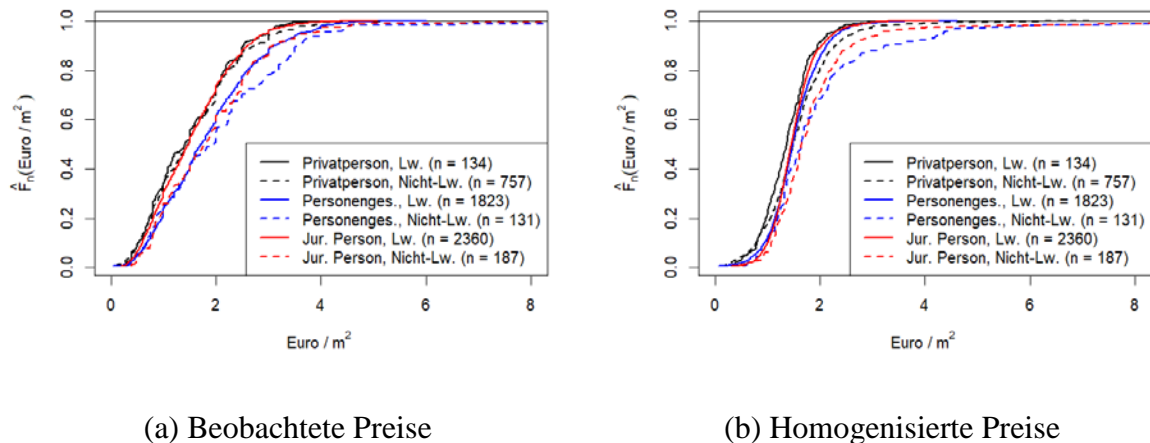 F̂n(Euro / m²)
1.0
0.8
0.6
0.4
0.2
0.0
Privatperson, Lw. (n = 134)
Privatperson, Nicht-Lw. (n = 757)
Personenges., Lw. (n = 1823)
Personenges., Nicht-Lw. (n = 131)
Jur. Person, Lw. (n = 2360)
Jur. Person, Nicht-Lw. (n = 187)
0 2 4 6 8
Euro / m²
(a) Beobachtete Preise
F̂n(Euro / m²)
1.0
0.8
0.6
0.4
0.2
0.0
Privatperson, Lw. (n = 134)
Privatperson, Nicht-Lw. (n = 757)
Personenges., Lw. (n = 1823)
Personenges., Nicht-Lw. (n = 131)
Jur. Person, Lw. (n = 2360)
Jur. Person, Nicht-Lw. (n = 187)
0 2 4 6 8
Euro / m²
(b) Homogenisierte Preise